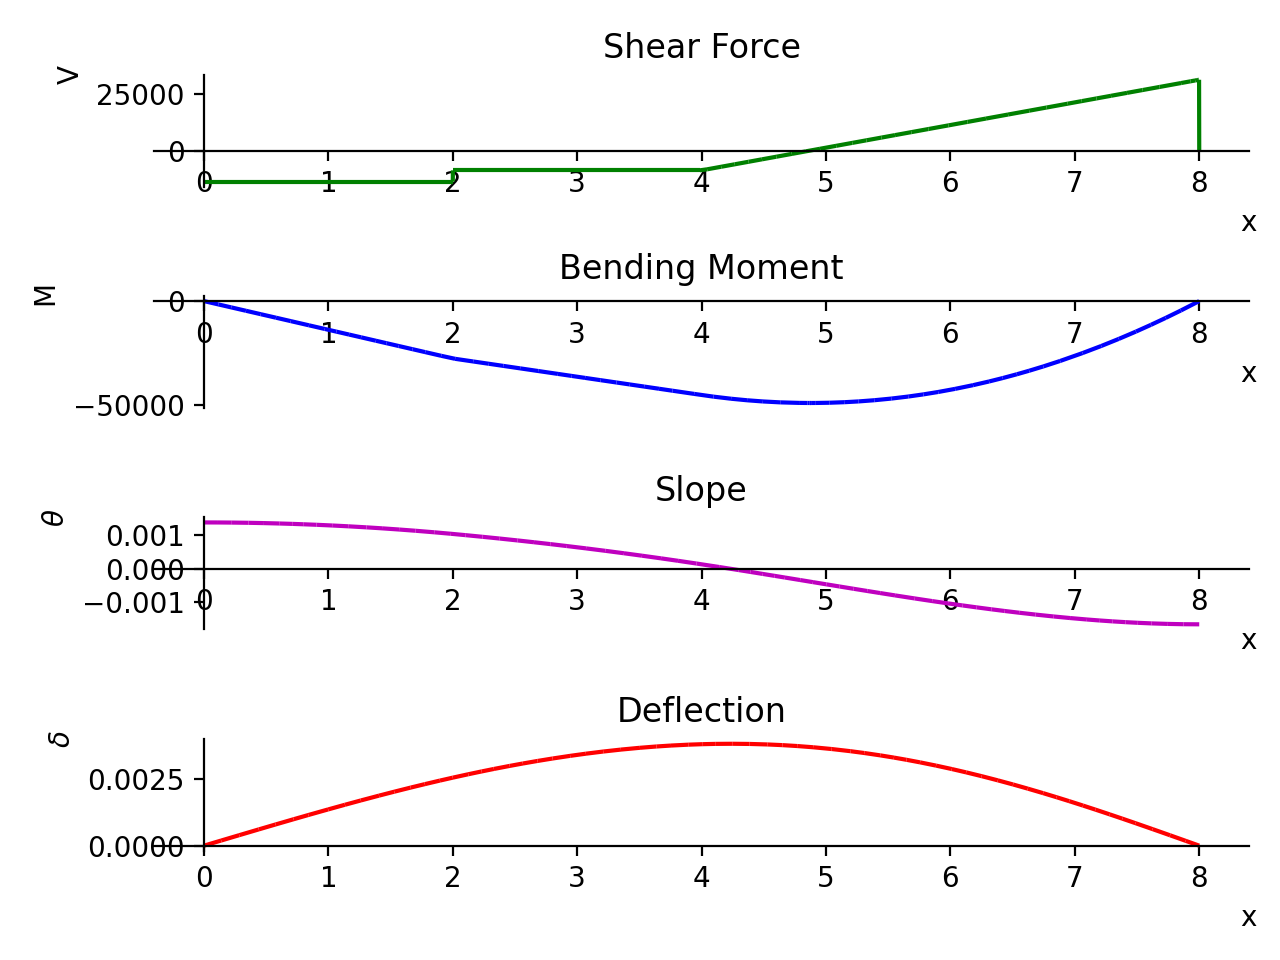 Shear Force
V
25000
0
0 1 2 3 4 5 6 7 8
x
Bending Moment
M
0
0 1 2 3 4 5 6 7 8
x
−50000
Slope
θ
0.001
0.000
−0.001
0 1 2 3 4 5 6 7 8
x
Deflection
δ
0.0025
0.0000
0 1 2 3 4 5 6 7 8
x